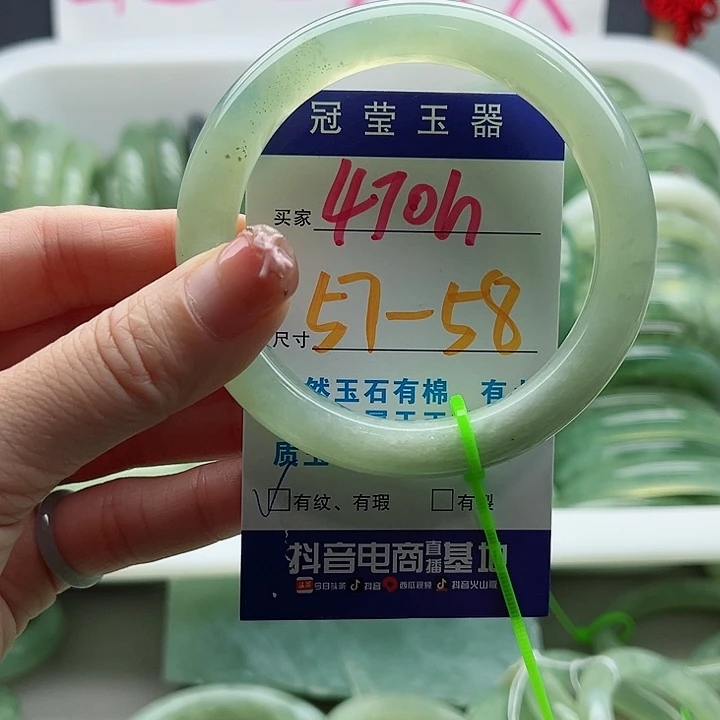 冠莹玉器
买家 410h
尺寸 57-58
然玉石有棉 有
质
有纹、有瑕 有裂
抖音电商直播基地
今日头条 抖音 西瓜视频 抖音火山版